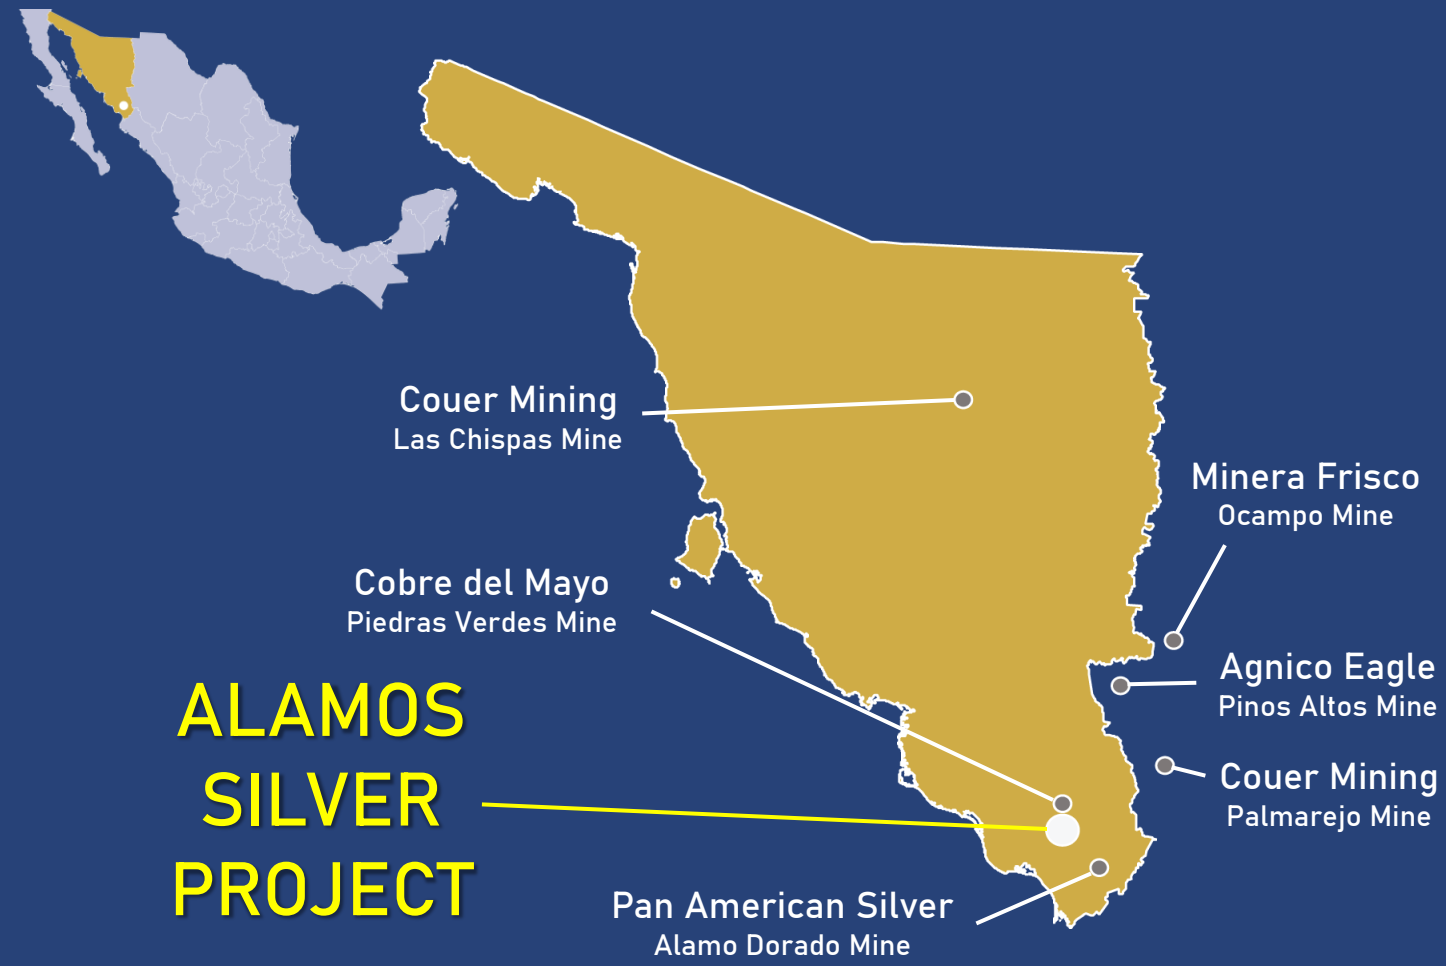 Couer Mining
Las Chispas Mine
Minera Frisco
Ocampo Mine
Cobre del Mayo
Piedras Verdes Mine
Agnico Eagle
Pinos Altos Mine
ALAMOS
SILVER
PROJECT
Couer Mining
Palmarejo Mine
Pan American Silver
Alamo Dorado Mine